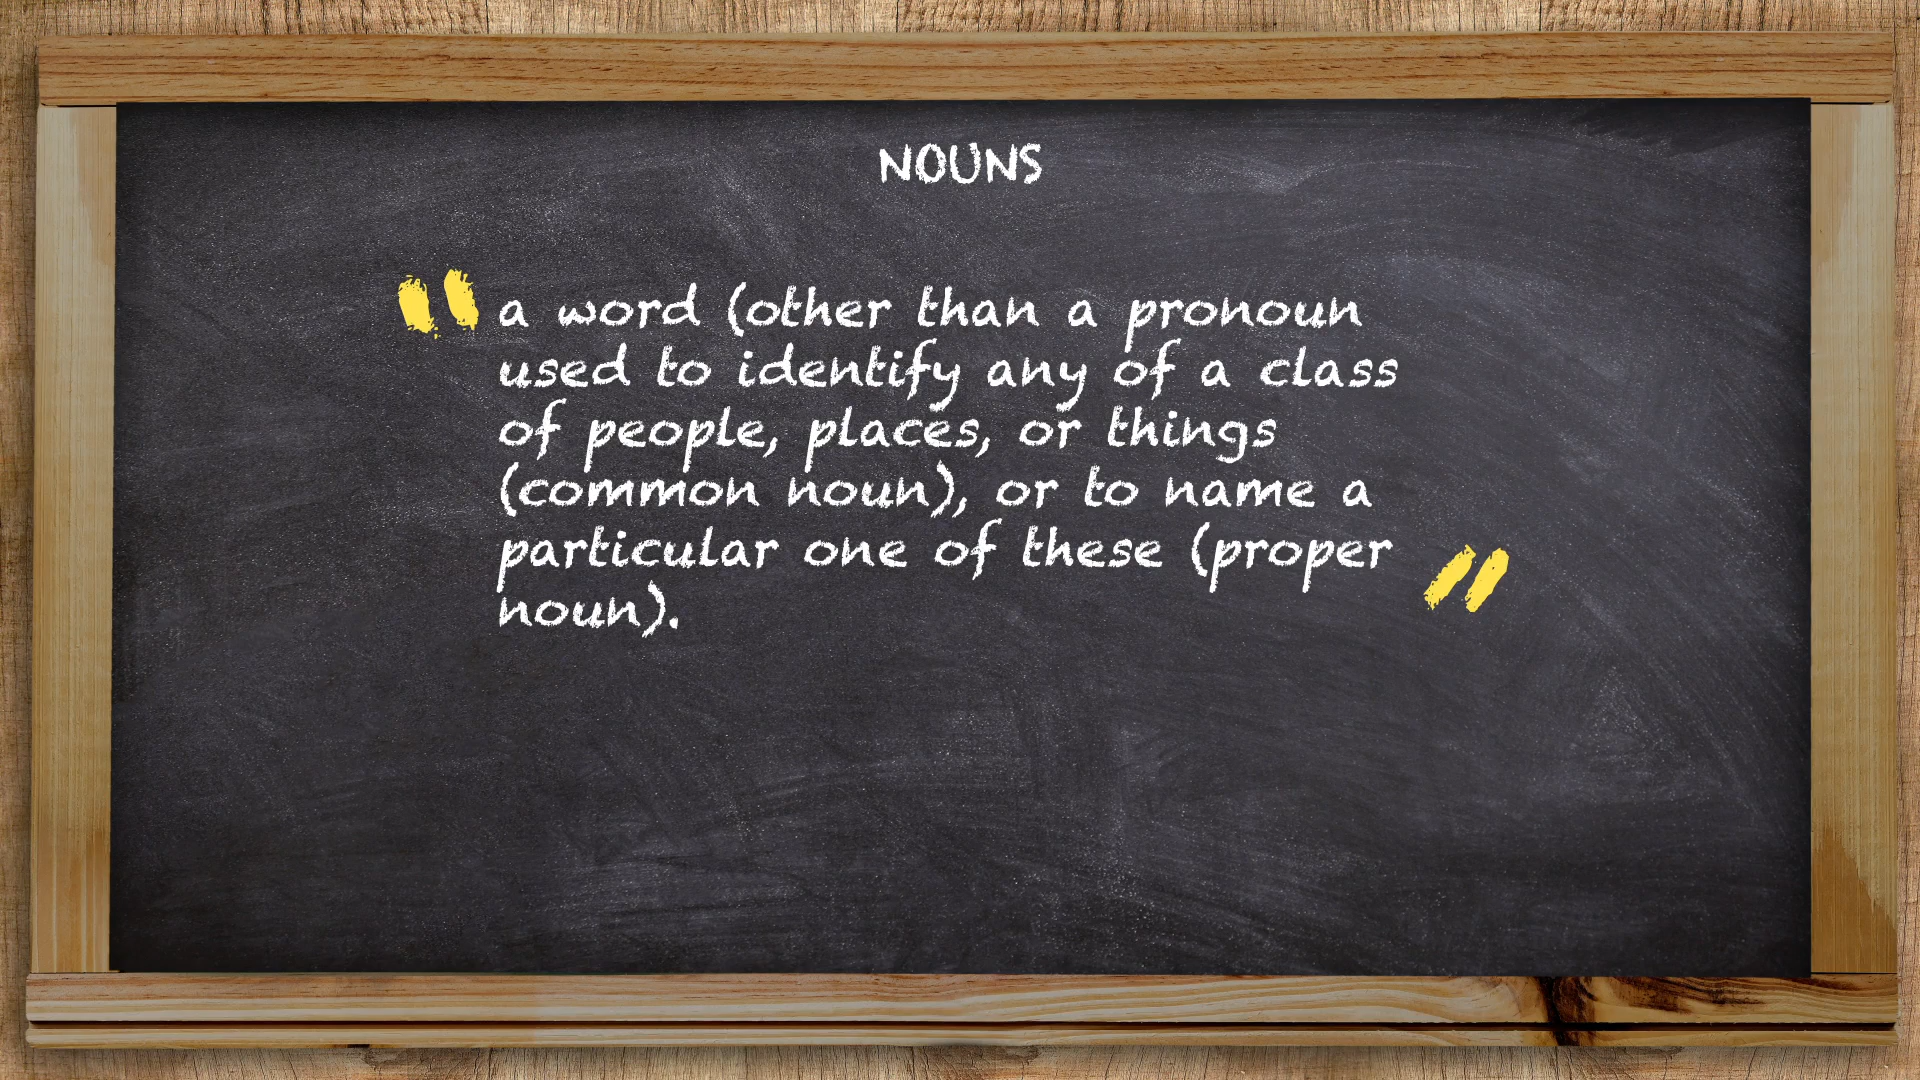 NOUNS
"a word (other than a pronoun
used to identify any of a class
of people, places, or things
(common noun), or to name a
particular one of these (proper
noun)."